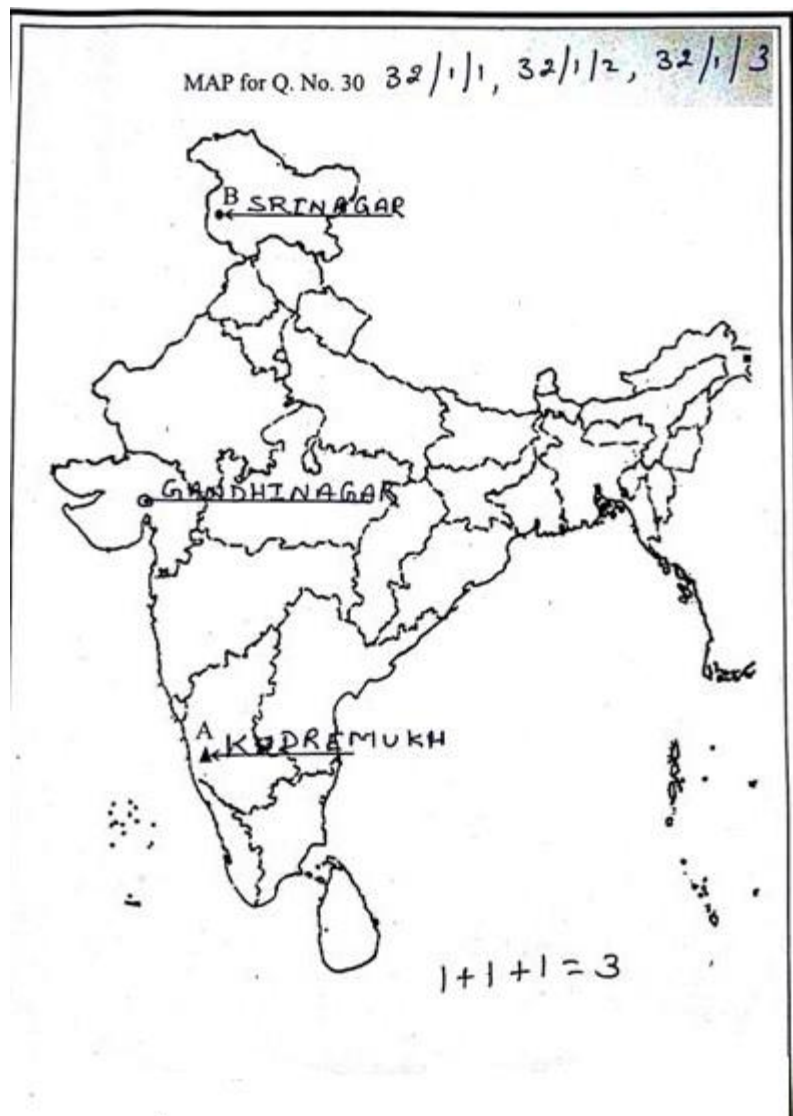 MAP for Q. No. 30 32/1/1, 32/1/2, 32/1/3
B SRINAGAR
GANDHINAGAR
A
KUDREMUKH
1+1+1=3